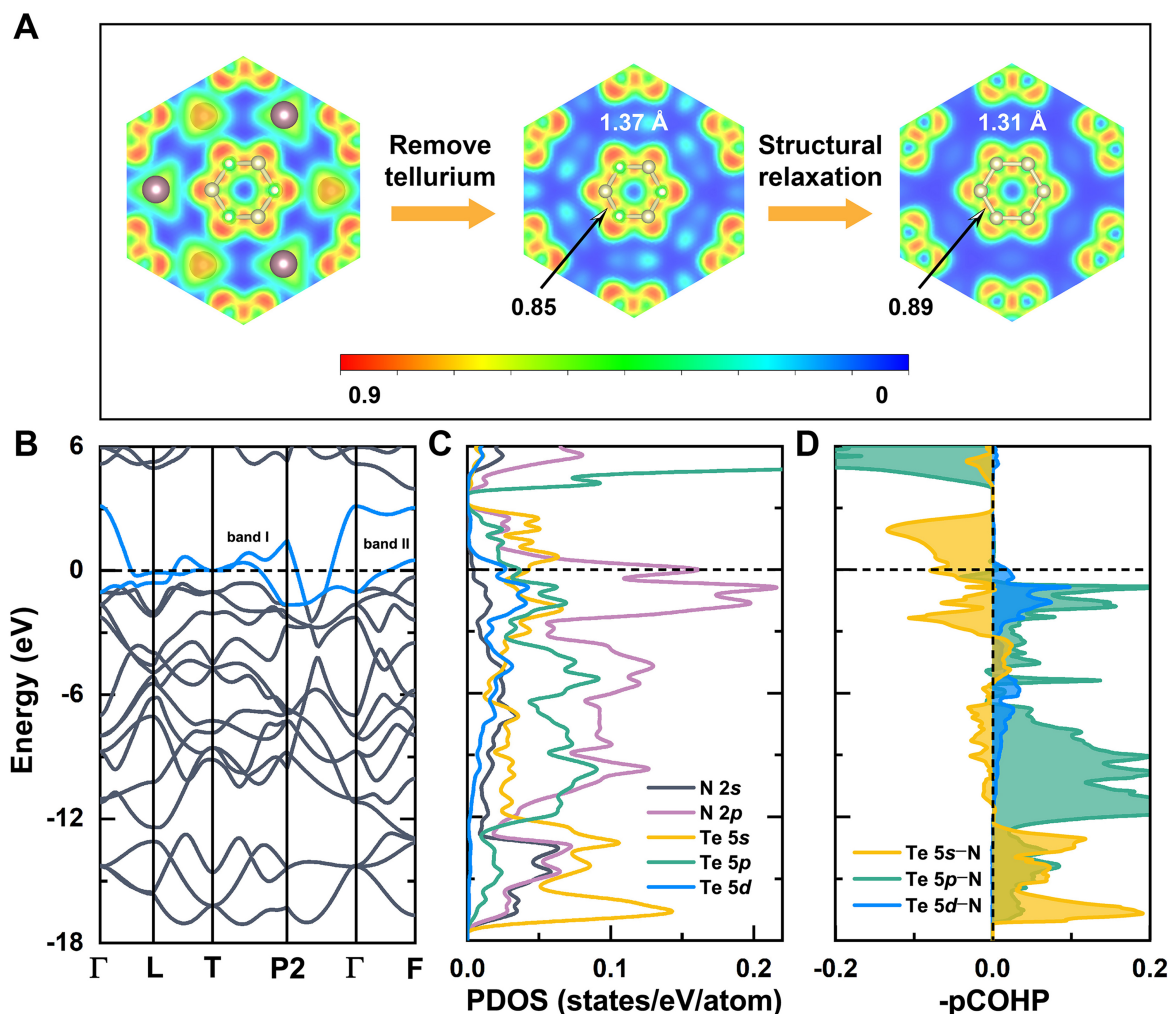 A
Remove
tellurium
1.37 Å
Structural
relaxation
1.31 Å
0.85
0.89
0.9
0
B
C
D
Energy (eV)
6
0
-6
-12
-18
band I
band II
Γ L T P2 Γ F
N 2s
N 2p
Te 5s
Te 5p
Te 5d
0.0 0.1 0.2
PDOS (states/eV/atom)
Te 5s–N
Te 5p–N
Te 5d–N
-0.2 0.0 0.2
-pCOHP